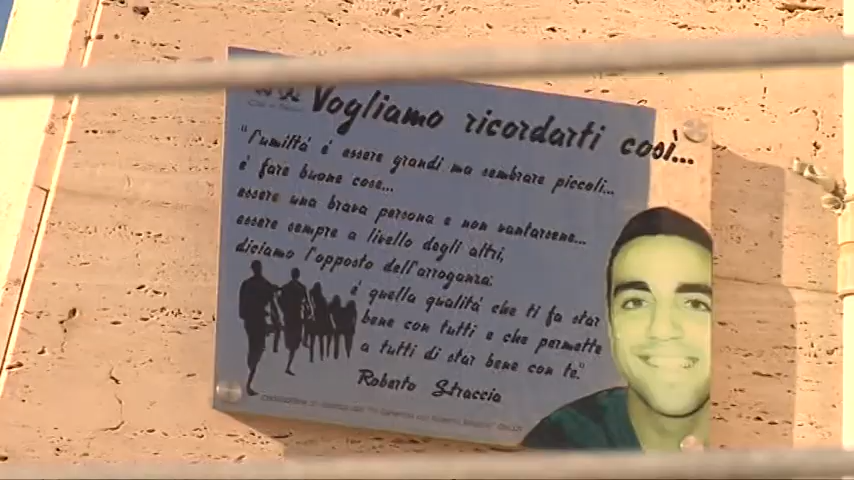 Vogliamo ricordarti così...
"l'umiltà è essere grandi ma sembrare piccoli...
è fare buone cose...
essere una brava persona e non vantarsene...
essere sempre a livello degli altri,
diciamo l'opposto dell'arroganza:
è quella qualità che ti fa star
bene con tutti e che permette
a tutti di star bene con te".
Roberto Straccia